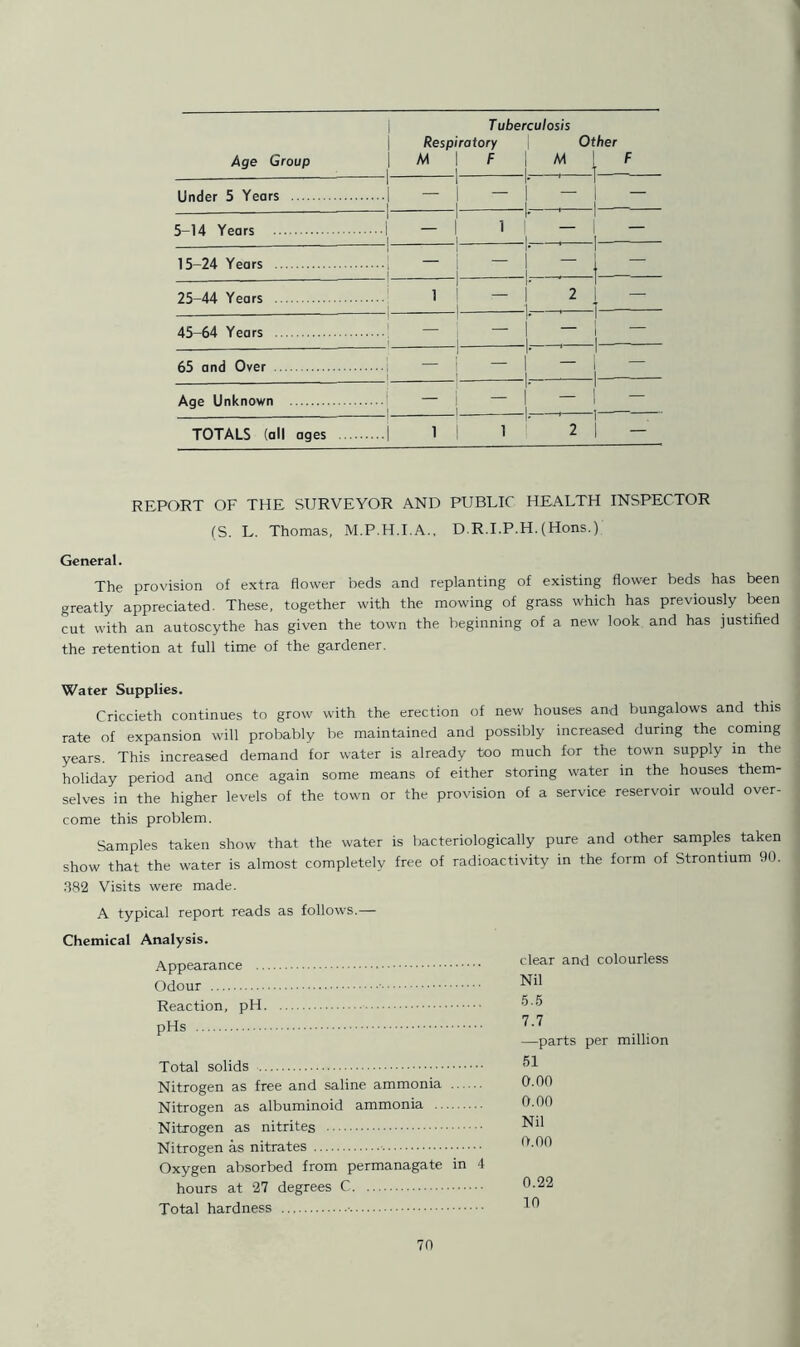 Tuberculosis
Respiratory Other
Age Group M F M F
Under 5 Years .................... — — — —
5-14 Years .................... — 1 — —
15-24 Years .................... — — — —
25-44 Years .................... 1 — 2 —
45-64 Years .................... — — — —
65 and Over .................... — — — —
Age Unknown .................... — — — —
TOTALS (all ages ......... 1 1 2 —
REPORT OF THE SURVEYOR AND PUBLIC HEALTH INSPECTOR
(S. L. Thomas, M.P.H.I.A., D.R.I.P.H.(Hons.)
General.
The provision of extra flower beds and replanting of existing flower beds has been
greatly appreciated. These, together with the mowing of grass which has previously been
cut with an autoscythe has given the town the beginning of a new look and has justified
the retention at full time of the gardener.
Water Supplies.
Criccieth continues to grow with the erection of new houses and bungalows and this
rate of expansion will probably be maintained and possibly increased during the coming
years. This increased demand for water is already too much for the town supply in the
holiday period and once again some means of either storing water in the houses them-
selves in the higher levels of the town or the provision of a service reservoir would over-
come this problem.
Samples taken show that the water is bacteriologically pure and other samples taken
show that the water is almost completely free of radioactivity in the form of Strontium 90.
382 Visits were made.
A typical report reads as follows.—
Chemical Analysis.
Appearance .................... clear and colourless
Odour .................... Nil
Reaction, pH. .................... 5.5
pHs .................... 7.7
—parts per million
Total solids .................... 51
Nitrogen as free and saline ammonia ...... 0.00
Nitrogen as albuminoid ammonia ......... 0.00
Nitrogen as nitrites .................... Nil
Nitrogen as nitrates .................... 0.00
Oxygen absorbed from permanagate in 4
hours at 27 degrees C. .................... 0.22
Total hardness .................... 10
70